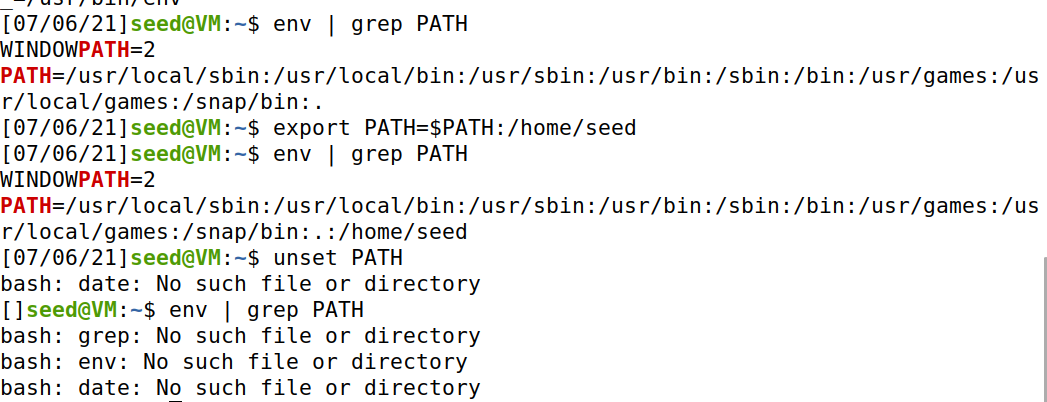 _=/usr/bin/env
[07/06/21]seed@VM:~$ env | grep PATH
WINDOWPATH=2
PATH=/usr/local/sbin:/usr/local/bin:/usr/sbin:/usr/bin:/sbin:/bin:/usr/games:/us
r/local/games:/snap/bin:.
[07/06/21]seed@VM:~$ export PATH=$PATH:/home/seed
[07/06/21]seed@VM:~$ env | grep PATH
WINDOWPATH=2
PATH=/usr/local/sbin:/usr/local/bin:/usr/sbin:/usr/bin:/sbin:/bin:/usr/games:/us
r/local/games:/snap/bin:.:/home/seed
[07/06/21]seed@VM:~$ unset PATH
bash: date: No such file or directory
[]seed@VM:~$ env | grep PATH
bash: grep: No such file or directory
bash: env: No such file or directory
bash: date: No such file or directory